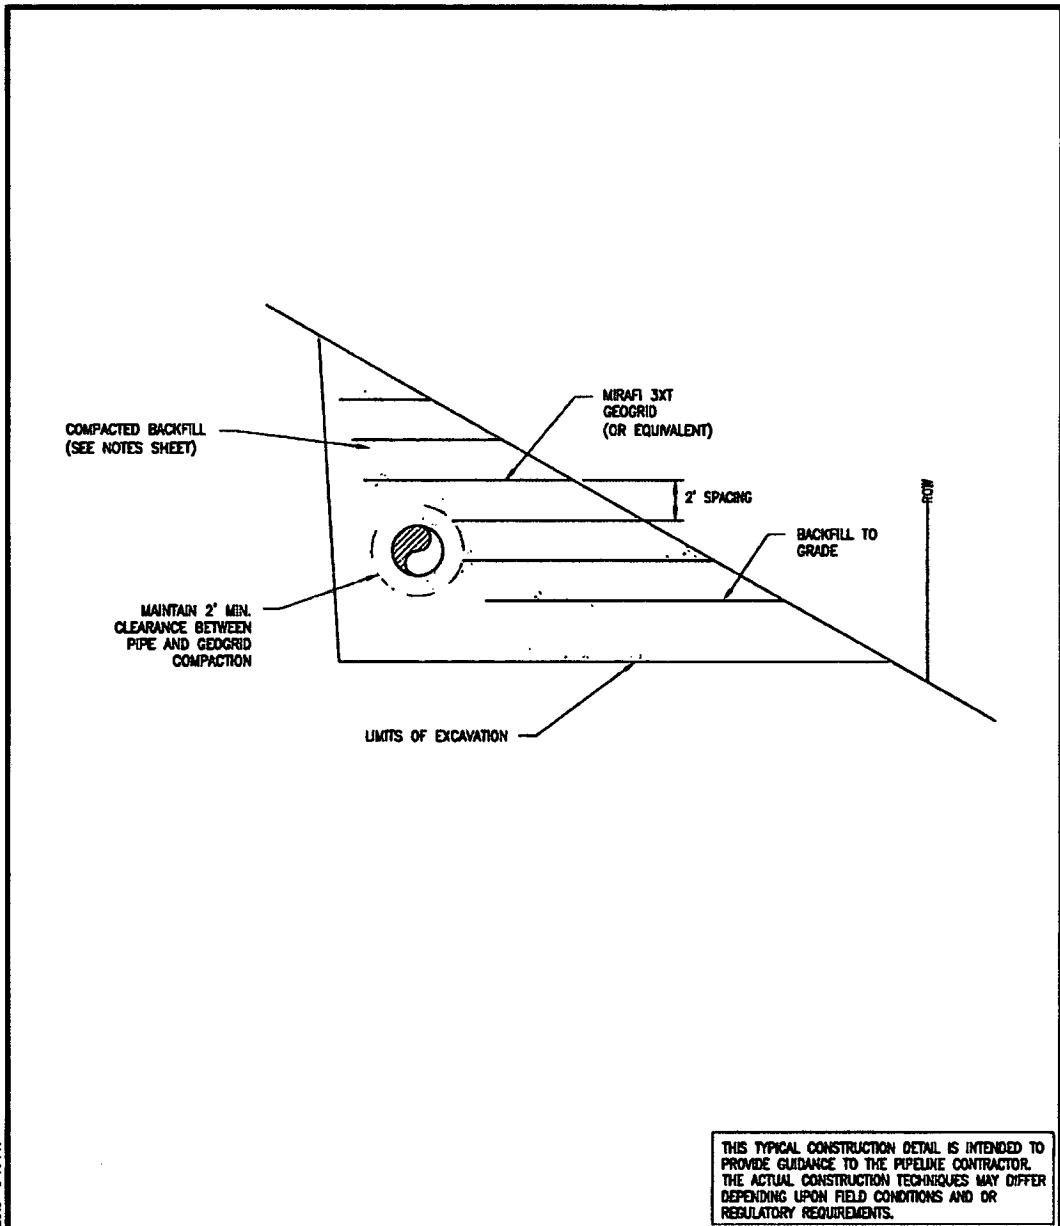 MIRAFI 3XT
GEOGRID
(OR EQUIVALENT)
COMPACTED BACKFILL
(SEE NOTES SHEET)
2' SPACING
ROW
BACKFILL TO
GRADE
MAINTAIN 2' MIN.
CLEARANCE BETWEEN
PIPE AND GEOGRID
COMPACTION
LIMITS OF EXCAVATION
THIS TYPICAL CONSTRUCTION DETAIL IS INTENDED TO
PROVIDE GUIDANCE TO THE PIPELINE CONTRACTOR.
THE ACTUAL CONSTRUCTION TECHNIQUES MAY DIFFER
DEPENDING UPON FIELD CONDITIONS AND OR
REGULATORY REQUIREMENTS.